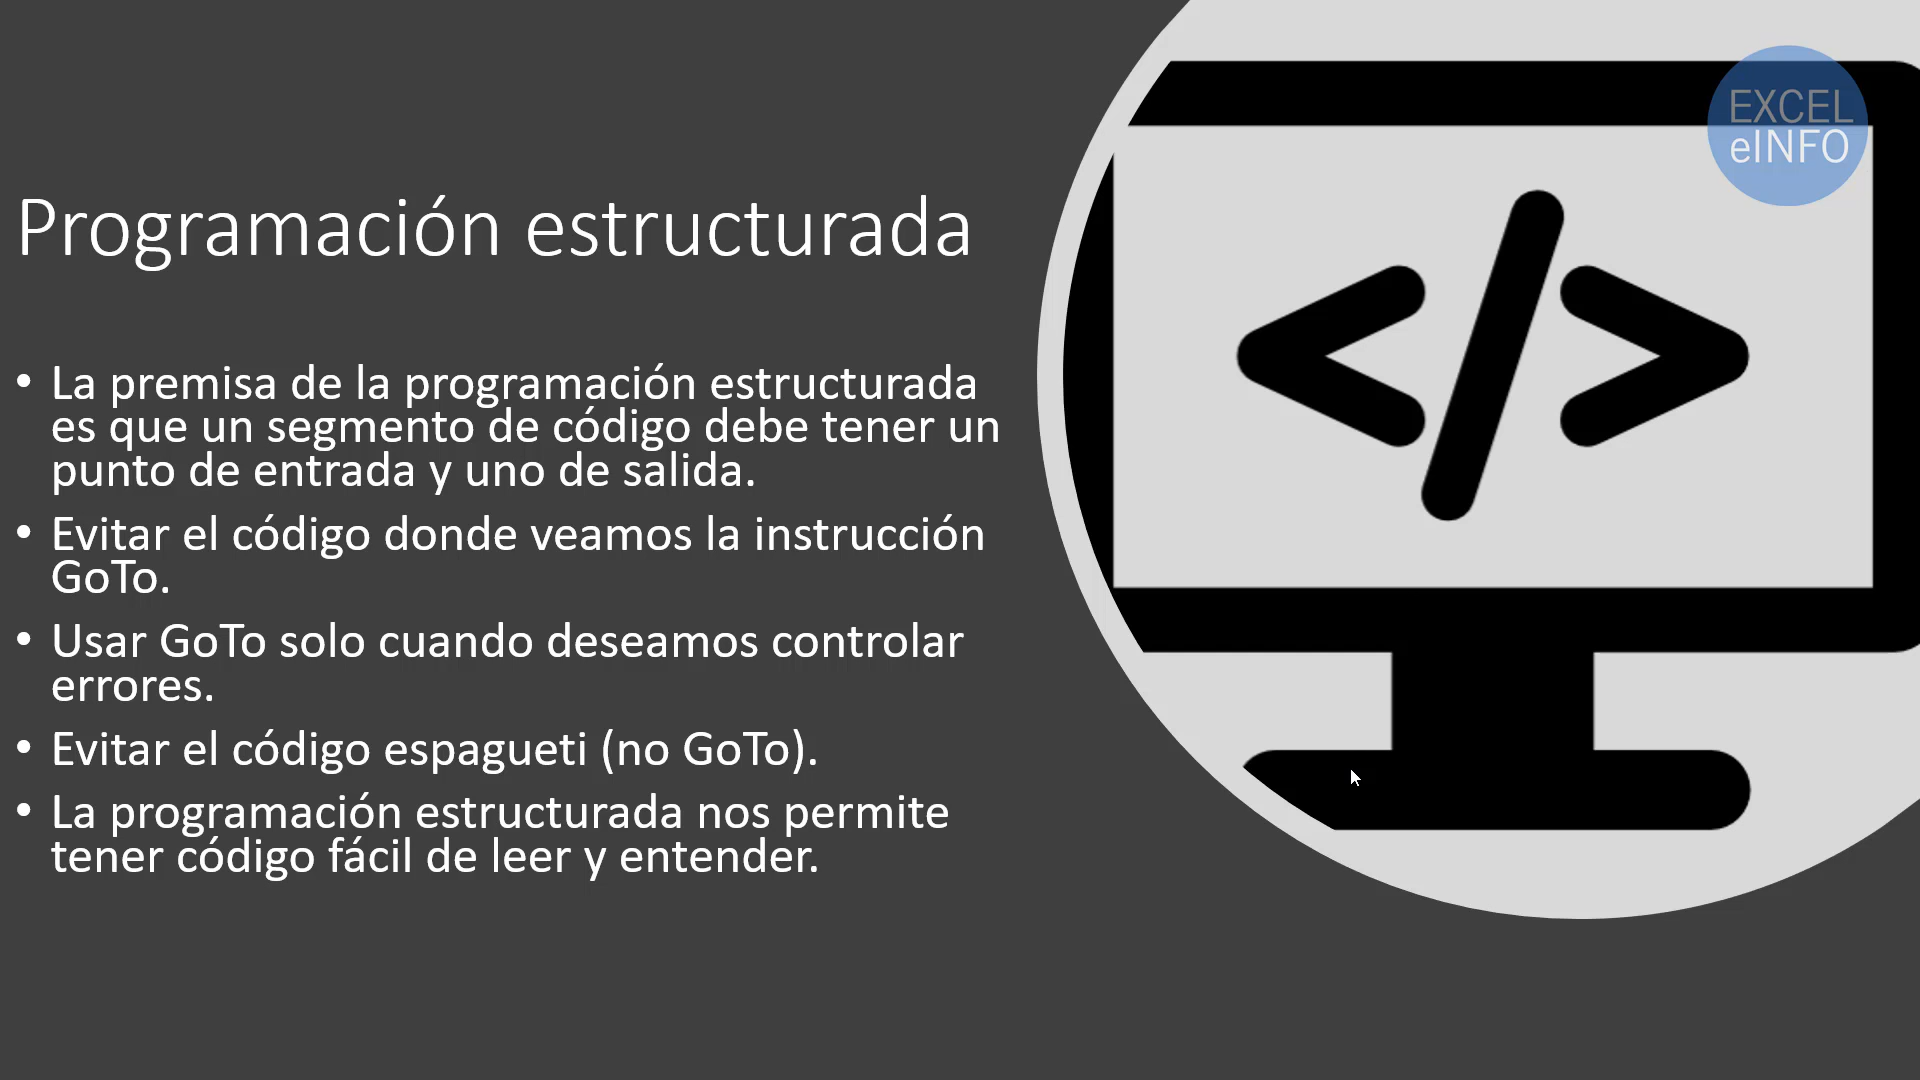 EXCEL
eINFO
Programación estructurada
• La premisa de la programación estructurada
es que un segmento de código debe tener un
punto de entrada y uno de salida.
• Evitar el código donde veamos la instrucción
GoTo.
• Usar GoTo solo cuando deseamos controlar
errores.
• Evitar el código espagueti (no GoTo).
• La programación estructurada nos permite
tener código fácil de leer y entender.